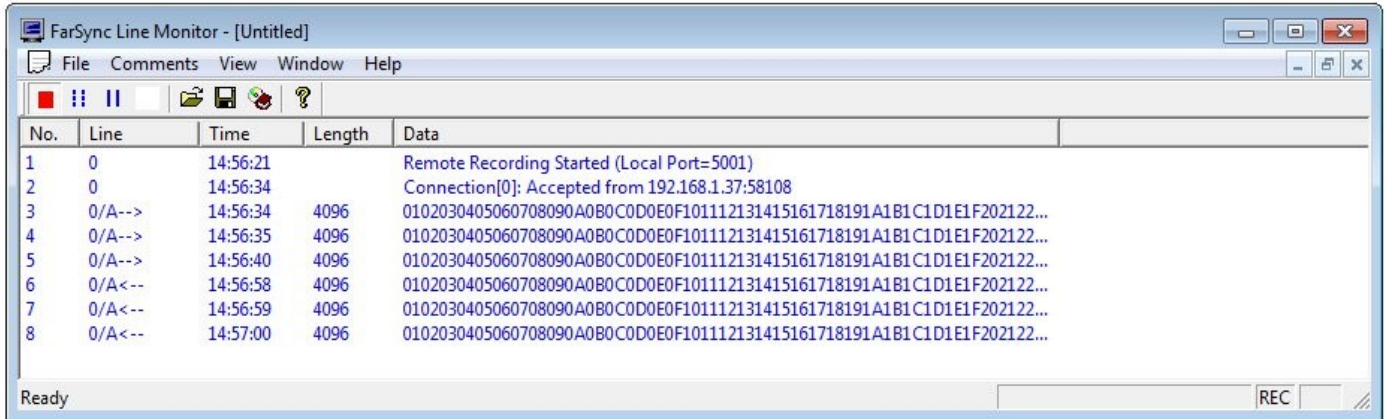 FarSync Line Monitor - [Untitled]
File Comments View Window Help
No. Line Time Length Data
1 0 14:56:21 Remote Recording Started (Local Port=5001)
2 0 14:56:34 Connection[0]: Accepted from 192.168.1.37:58108
3 0/A--> 14:56:34 4096 0102030405060708090A0B0C0D0E0F101112131415161718191A1B1C1D1E1F202122...
4 0/A--> 14:56:35 4096 0102030405060708090A0B0C0D0E0F101112131415161718191A1B1C1D1E1F202122...
5 0/A--> 14:56:40 4096 0102030405060708090A0B0C0D0E0F101112131415161718191A1B1C1D1E1F202122...
6 0/A<-- 14:56:58 4096 0102030405060708090A0B0C0D0E0F101112131415161718191A1B1C1D1E1F202122...
7 0/A<-- 14:56:59 4096 0102030405060708090A0B0C0D0E0F101112131415161718191A1B1C1D1E1F202122...
8 0/A<-- 14:57:00 4096 0102030405060708090A0B0C0D0E0F101112131415161718191A1B1C1D1E1F202122...
Ready REC